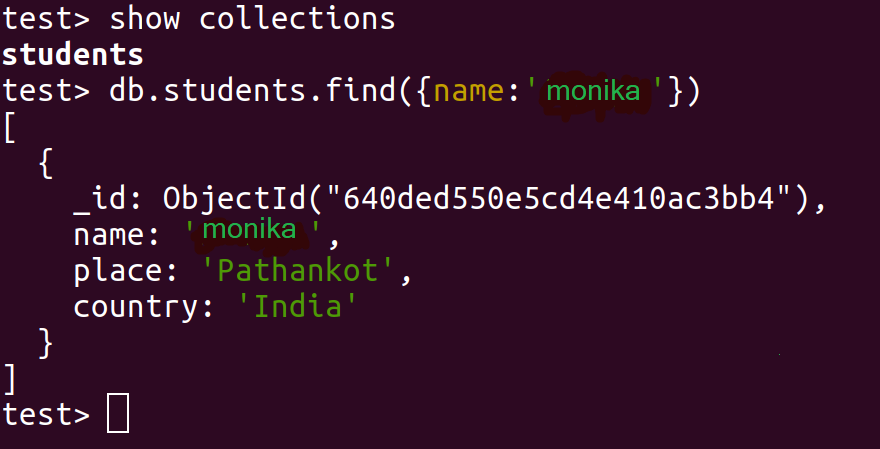 test> show collections
students
test> db.students.find({name:'monika'})
[
  {
    _id: ObjectId("640ded550e5cd4e410ac3bb4"),
    name: 'monika',
    place: 'Pathankot',
    country: 'India'
  }
]
test>